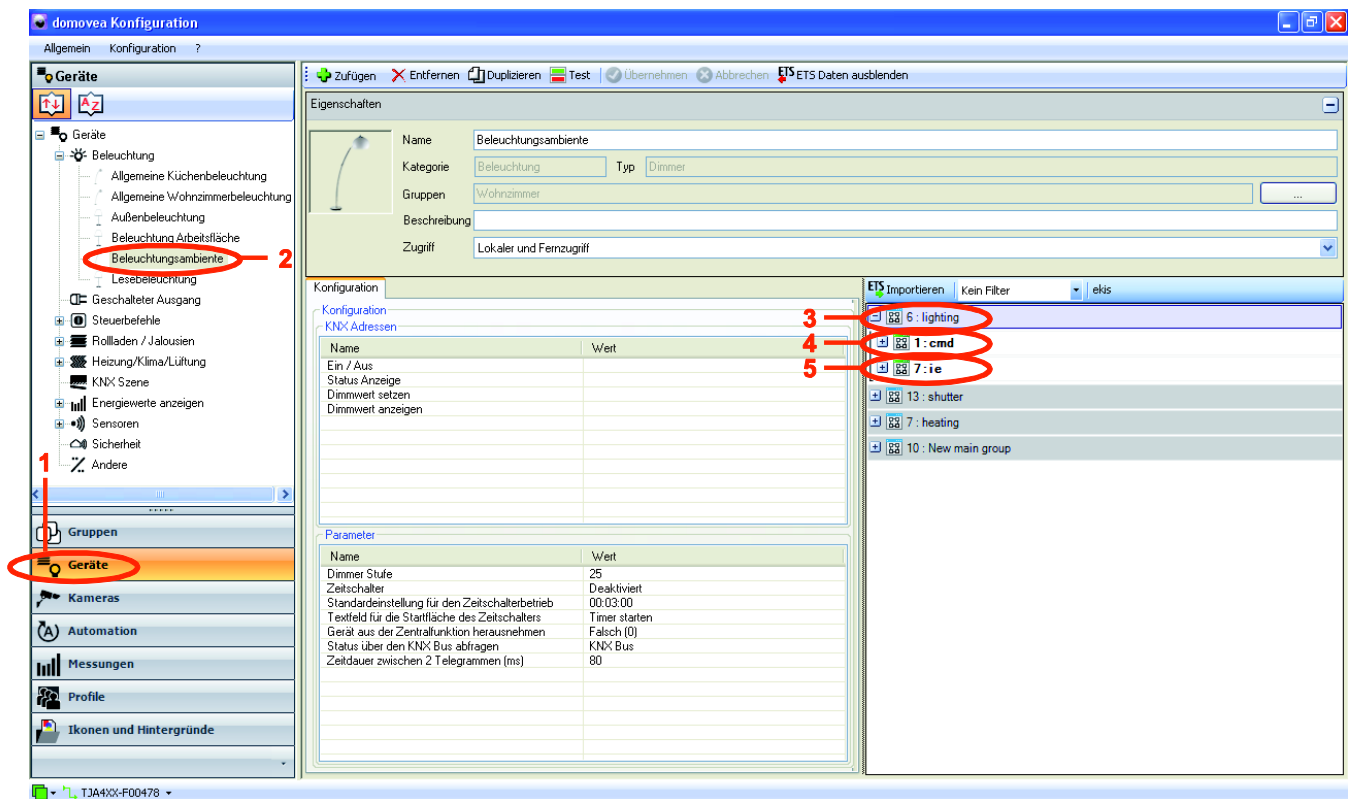 domovea Konfiguration
Allgemein Konfiguration ?
Geräte
Zufügen Entfernen Duplizieren Test Übernehmen Abbrechen ETS ETS Daten ausblenden
AZ
Geräte
Beleuchtung
Allgemeine Küchenbeleuchtung
Allgemeine Wohnzimmerbeleuchtung
Außenbeleuchtung
Beleuchtung Arbeitsfläche
Beleuchtungsambiente 2
Lesebeleuchtung
Geschalteter Ausgang
Steuerbefehle
Rollladen / Jalousien
Heizung/Klima/Lüftung
KNX Szene
Energiewerte anzeigen
Sensoren
Sicherheit
Andere
1
Gruppen
Geräte
Kameras
Automation
Messungen
Profile
Ikonen und Hintergründe
Eigenschaften
Name Beleuchtungsambiente
Kategorie Beleuchtung Typ Dimmer
Gruppen Wohnzimmer ...
Beschreibung
Zugriff Lokaler und Fernzugriff
Konfiguration
Konfiguration
KNX Adressen
Name Wert
Ein / Aus
Status Anzeige
Dimmwert setzen
Dimmwert anzeigen
Parameter
Name Wert
Dimmer Stufe 25
Zeitschalter Deaktiviert
Standardeinstellung für den Zeitschalterbetrieb 00:03:00
Textfeld für die Startfläche des Zeitschalters Timer starten
Gerät aus der Zentralfunktion herausnehmen Falsch (0)
Status über den KNX Bus abfragen KNX Bus
Zeitdauer zwischen 2 Telegrammen (ms) 80
ETS Importieren Kein Filter ekis
3 6 : lighting
4 1 : cmd
5 7 : ie
13 : shutter
7 : heating
10 : New main group
TJA4XX-F00478